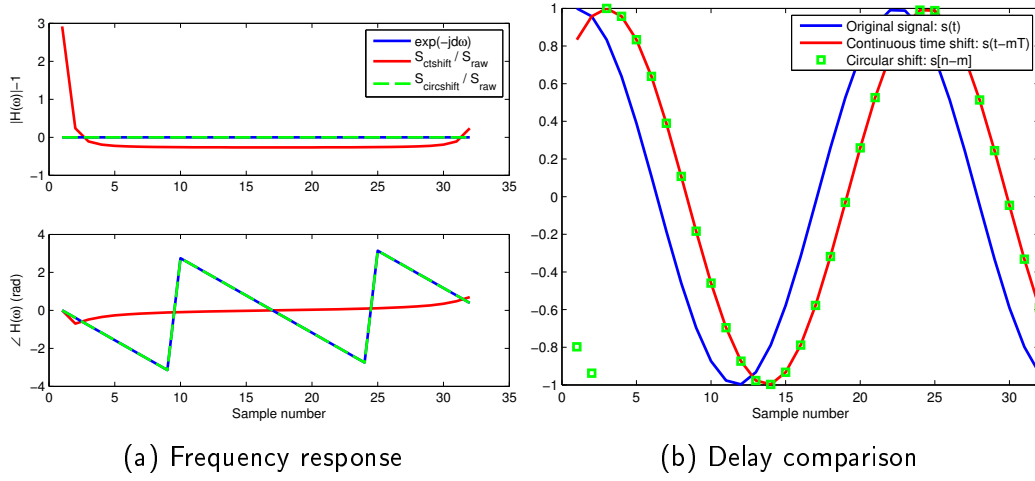 3
2
1
0
−1
|H(ω)|−1
0 5 10 15 20 25 30 35
exp(−jdω)
S_ctshift / S_raw
S_circshift / S_raw
4
2
0
−2
−4
∠ H(ω) (rad)
0 5 10 15 20 25 30 35
Sample number
(a) Frequency response
1
0.8
0.6
0.4
0.2
0
−0.2
−0.4
−0.6
−0.8
−1
0 5 10 15 20 25 30
Original signal: s(t)
Continuous time shift: s(t−mT)
Circular shift: s[n−m]
Sample number
(b) Delay comparison